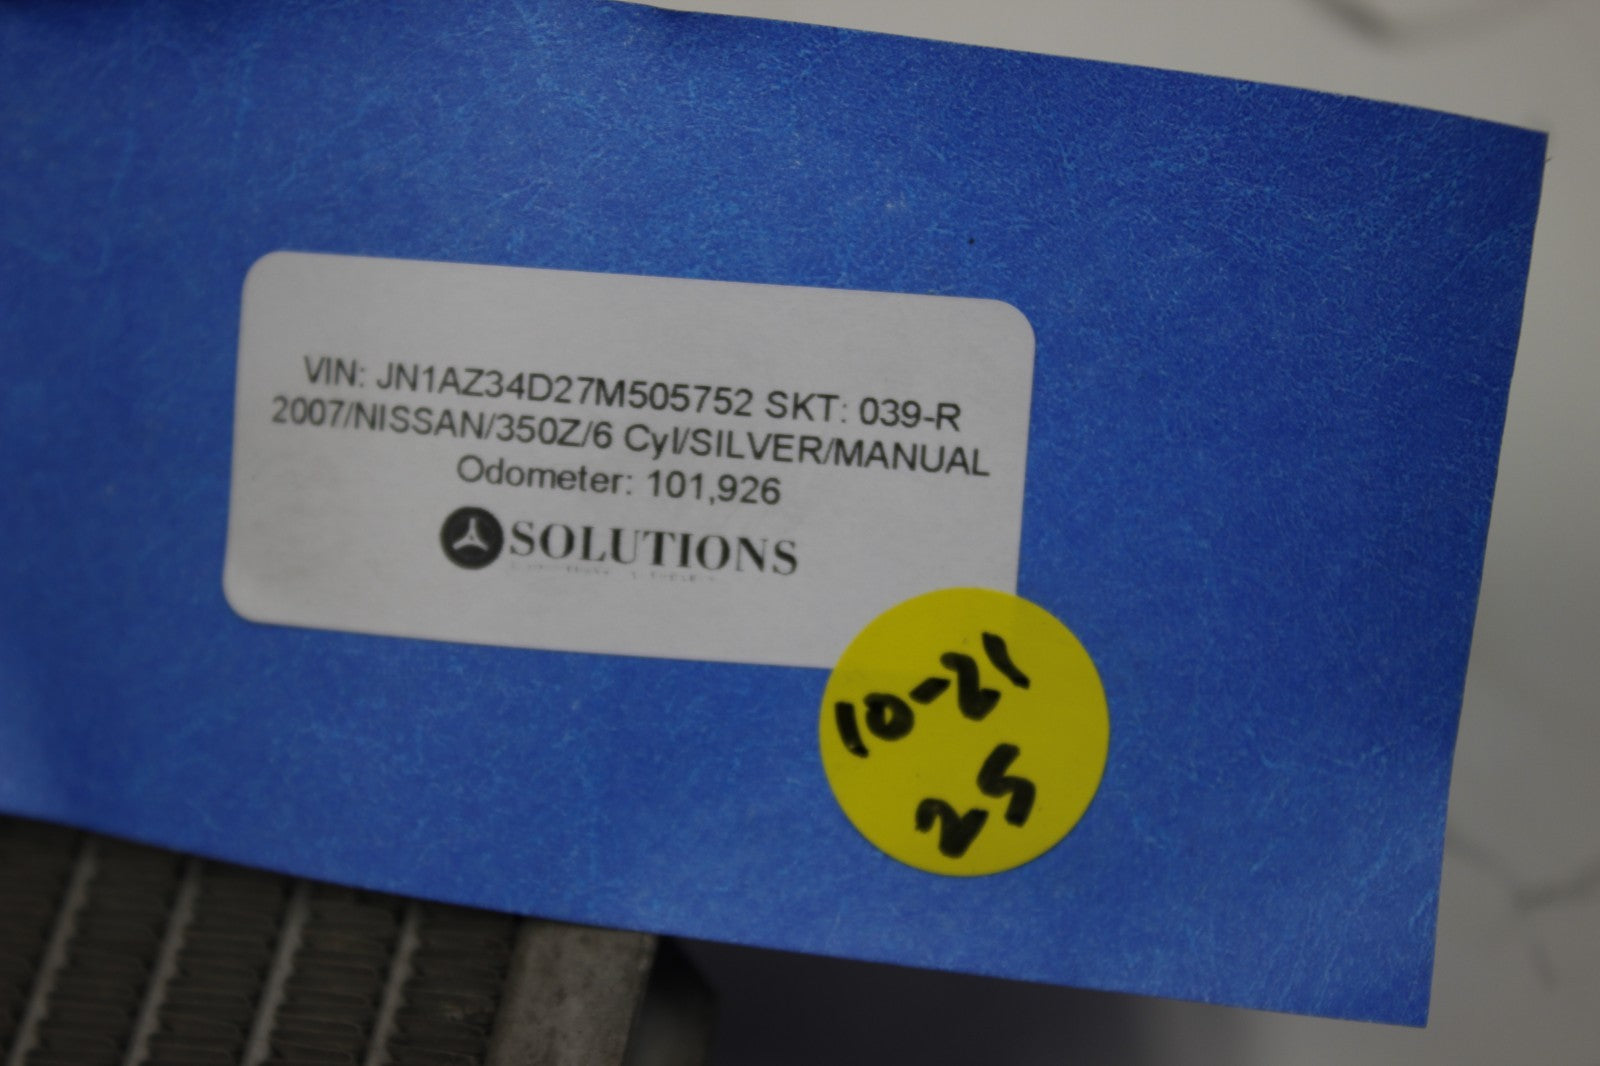 VIN: JN1AZ34D27M505752 SKT: 039-R
2007/NISSAN/350Z/6 Cyl/SILVER/MANUAL
Odometer: 101,926
SOLUTIONS
10-21
25